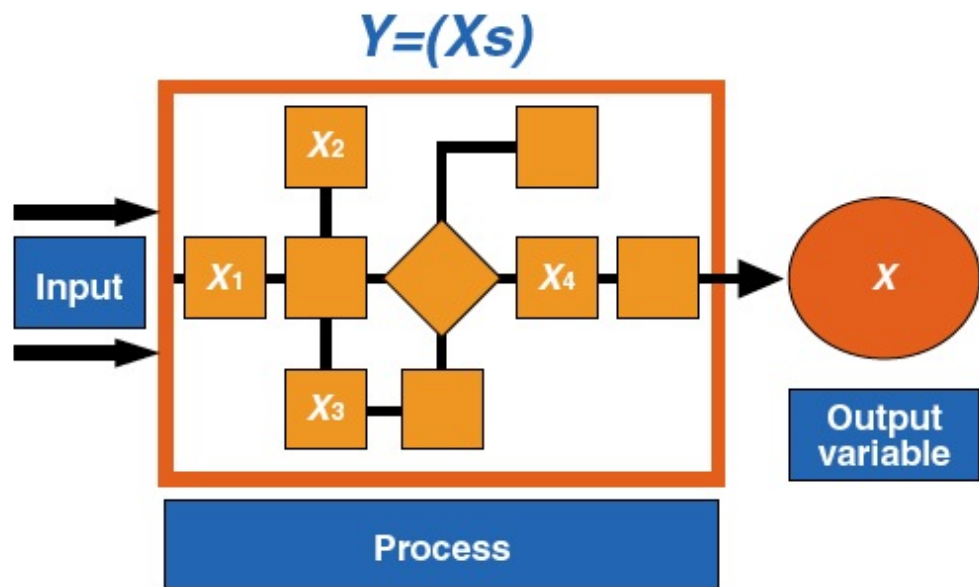 Y=(Xs)
X2
Input
X1
X4
X
X3
Output
variable
Process